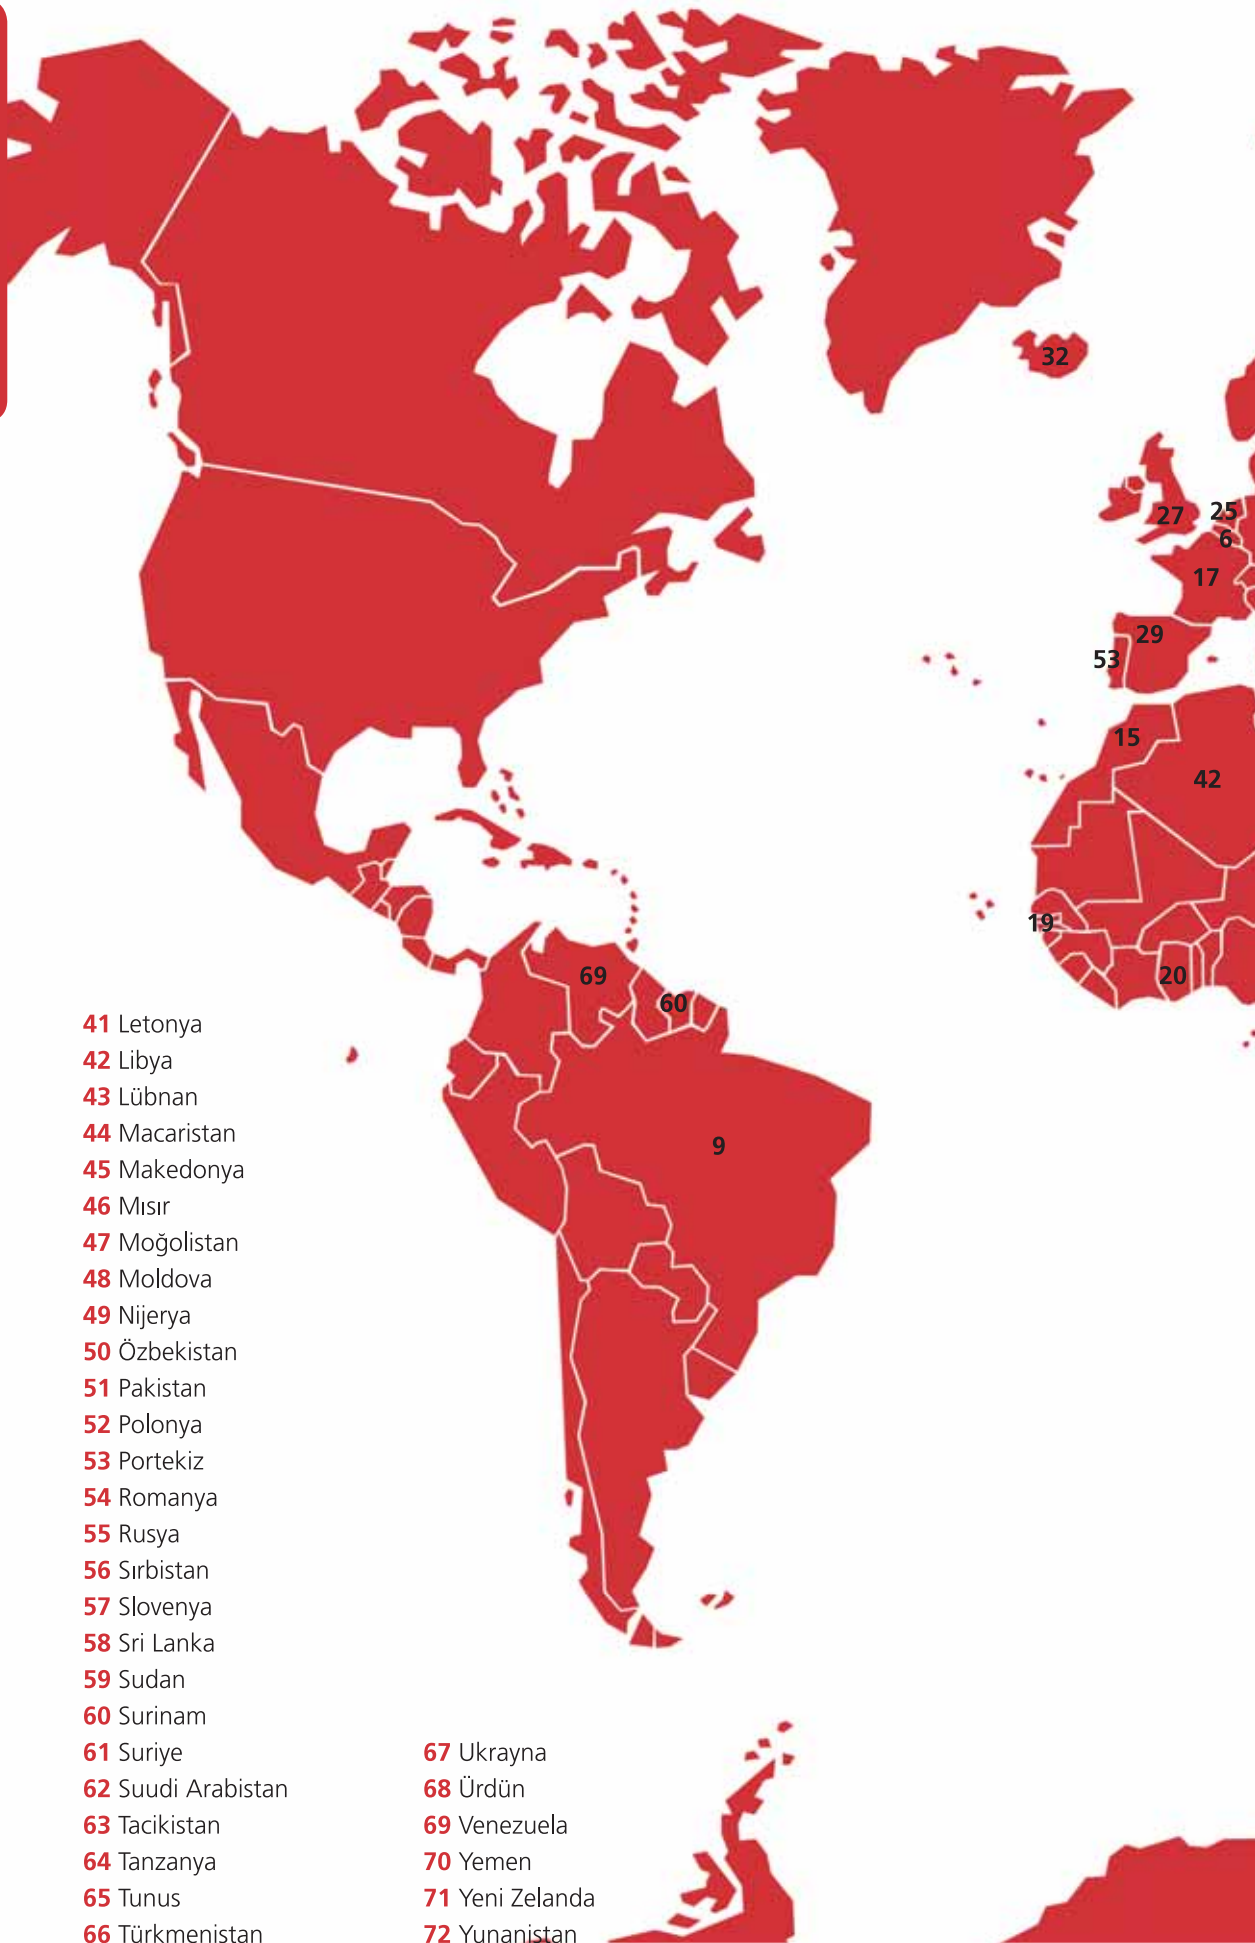 32
27
25
6
17
29
53
15
42
19
20
69
60
9
41 Letonya
42 Libya
43 Lübnan
44 Macaristan
45 Makedonya
46 Mısır
47 Moğolistan
48 Moldova
49 Nijerya
50 Özbekistan
51 Pakistan
52 Polonya
53 Portekiz
54 Romanya
55 Rusya
56 Sırbistan
57 Slovenya
58 Sri Lanka
59 Sudan
60 Surinam
61 Suriye
62 Suudi Arabistan
63 Tacikistan
64 Tanzanya
65 Tunus
66 Türkmenistan
67 Ukrayna
68 Ürdün
69 Venezuela
70 Yemen
71 Yeni Zelanda
72 Yunanistan